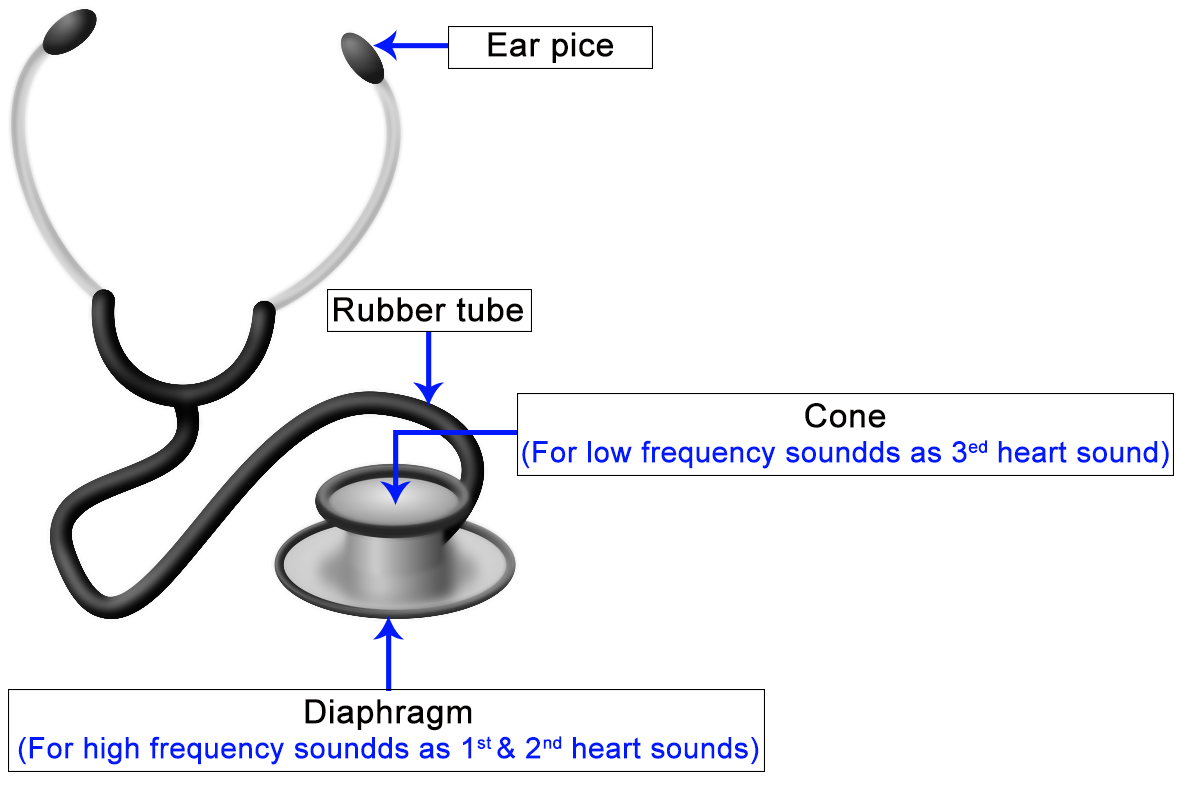 Ear pice
Rubber tube
Cone
(For low frequency soundds as 3ed heart sound)
Diaphragm
(For high frequency soundds as 1st & 2nd heart sounds)